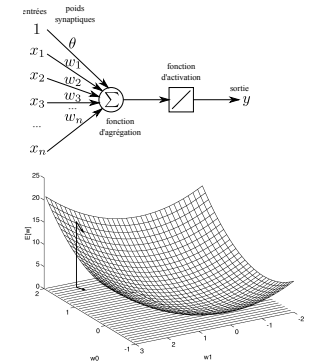 entrées
poids
synaptiques
1
θ
x₁
w₁
x₂
w₂
x₃
w₃
...
...
wₙ
xₙ
Σ
fonction
d'agrégation
fonction
d'activation
sortie
y
25
20
15
10
5
0
E[w]
2
1
0
-1
w0
3
2
1
0
-1
-2
w1